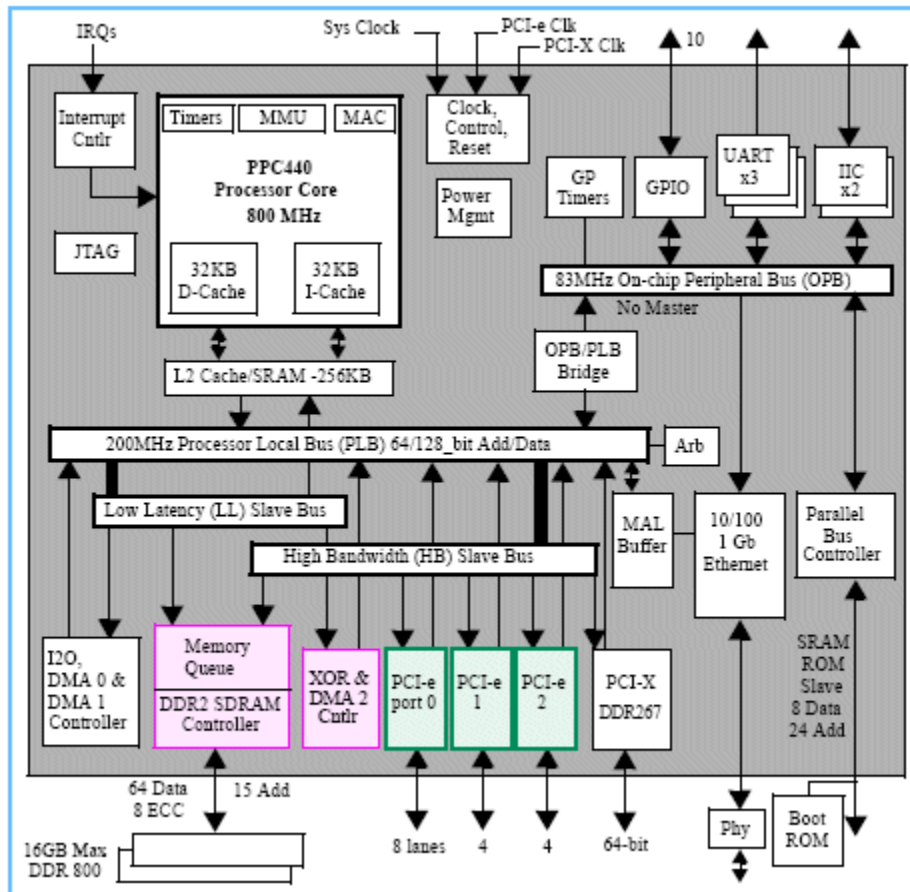 IRQs
Sys Clock
PCI-e Clk
PCI-X Clk
10
Interrupt
Cntlr
Timers
MMU
MAC
PPC440
Processor Core
800 MHz
32KB
D-Cache
32KB
I-Cache
JTAG
Clock,
Control,
Reset
Power
Mgmt
GP
Timers
GPIO
UART
x3
IIC
x2
83MHz On-chip Peripheral Bus (OPB)
No Master
L2 Cache/SRAM -256KB
OPB/PLB
Bridge
200MHz Processor Local Bus (PLB) 64/128_bit Add/Data
Arb
Low Latency (LL) Slave Bus
High Bandwidth (HB) Slave Bus
MAL
Buffer
10/100
1 Gb
Ethernet
Parallel
Bus
Controller
I2O,
DMA 0 &
DMA 1
Controller
Memory
Queue
DDR2 SDRAM
Controller
XOR &
DMA 2
Cntlr
PCI-e
port 0
PCI-e
1
PCI-e
2
PCI-X
DDR267
SRAM
ROM
Slave
8 Data
24 Add
64 Data
8 ECC
15 Add
16GB Max
DDR 800
8 lanes
4
4
64-bit
Phy
Boot
ROM